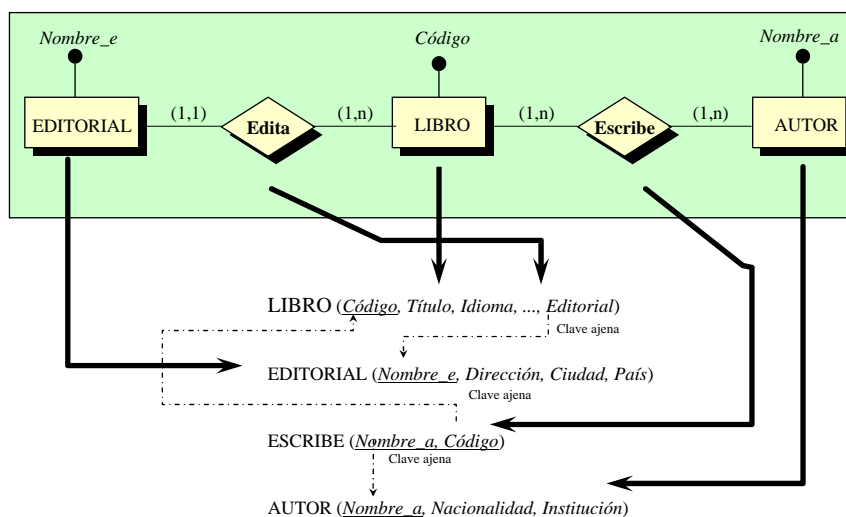 Nombre_e Código Nombre_a
EDITORIAL (1,1) Edita (1,n) LIBRO (1,n) Escribe (1,n) AUTOR
LIBRO (Código, Título, Idioma, ..., Editorial)
Clave ajena
EDITORIAL (Nombre_e, Dirección, Ciudad, País)
Clave ajena
ESCRIBE (Nombre_a, Código)
Clave ajena
AUTOR (Nombre_a, Nacionalidad, Institución)